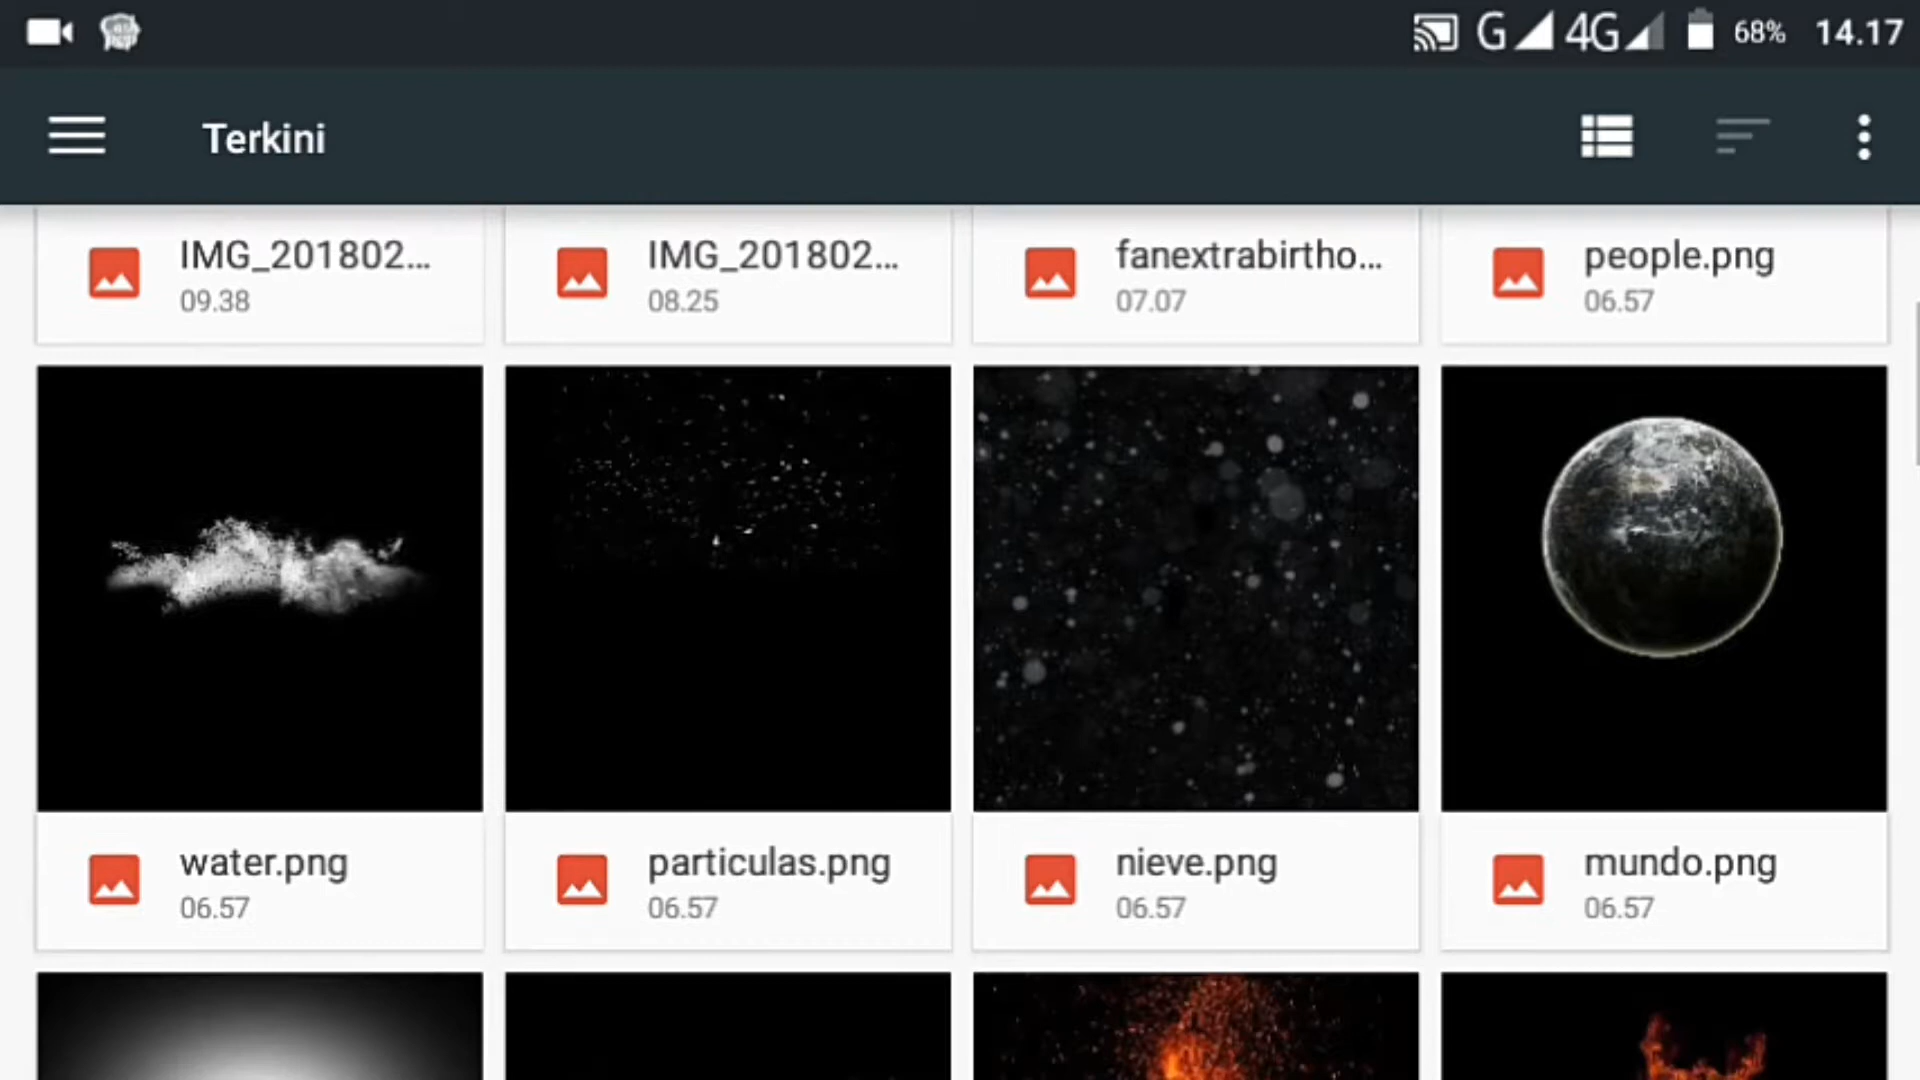 G 4G 68% 14.17
Terkini
IMG_201802... IMG_201802... fanextrabirtho... people.png
09.38 08.25 07.07 06.57
water.png particulas.png nieve.png mundo.png
06.57 06.57 06.57 06.57